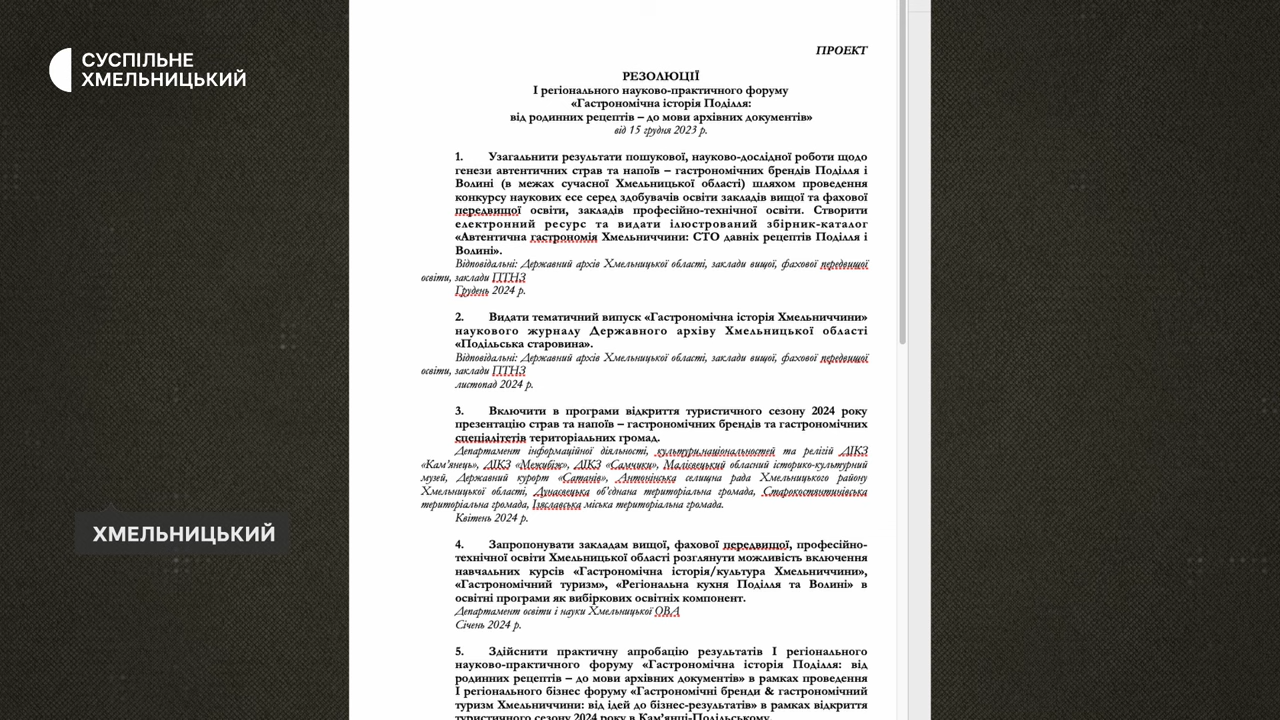 СУСПІЛЬНЕ
ХМЕЛЬНИЦЬКИЙ
ПРОЕКТ
РЕЗОЛЮЦІЇ
І регіонального науково-практичного форуму
«Гастрономічна історія Поділля:
від родинних рецептів – до мови архівних документів»
від 15 грудня 2023 р.
1. Узагальнити результати пошукової, науково-дослідної роботи щодо
генези автентичних страв та напоїв – гастрономічних брендів Поділля і
Волині (в межах сучасної Хмельницької області) шляхом проведення
конкурсу наукових есе серед здобувачів освіти закладів вищої та фахової
передвищої освіти, закладів професійно-технічної освіти. Створити
електронний ресурс та видати ілюстрований збірник-каталог
«Автентична гастрономія Хмельниччини: СТО давніх рецептів Поділля і
Волині».
Відповідальні: Державний архів Хмельницької області, заклади вищої, фахової передвищої
освіти, заклади ПТНЗ
Грудень 2024 р.
2. Видати тематичний випуск «Гастрономічна історія Хмельниччини»
наукового журналу Державного архіву Хмельницької області
«Подільська старовина».
Відповідальні: Державний архів Хмельницької області, заклади вищої, фахової передвищої
освіти, заклади ПТНЗ
листопад 2024 р.
3. Включити в програми відкриття туристичного сезону 2024 року
презентацію страв та напоїв – гастрономічних брендів та гастрономічних
спеціалітетів територіальних громад.
Департамент інформаційної діяльності, культури,національностей та релігій ДІКЗ
«Кам'янець», ДІКЗ «Межибіж», ДІКЗ «Самчики», Малієвецький обласний історико-культурний
музей, Державний курорт «Сатанів», Антонінська селищна рада Хмельницького району
Хмельницької області, Дунаєвецька об'єднана територіальна громада, Старокостянтинівська
територіальна громада, Ізяславська міська територіальна громада.
Квітень 2024 р.
4. Запропонувати закладам вищої, фахової передвищої, професійно-
технічної освіти Хмельницької області розглянути можливість включення
навчальних курсів «Гастрономічна історія/культура Хмельниччини»,
«Гастрономічний туризм», «Регіональна кухня Поділля та Волині» в
освітні програми як вибіркових освітніх компонент.
Департамент освіти і науки Хмельницької ОВА
Січень 2024 р.
ХМЕЛЬНИЦЬКИЙ
5. Здійснити практичну апробацію результатів І регіонального
науково-практичного форуму «Гастрономічна історія Поділля: від
родинних рецептів – до мови архівних документів» в рамках проведення
І регіонального бізнес форуму «Гастрономічні бренди & гастрономічний
туризм Хмельниччини: від ідей до бізнес-результатів» в рамках відкриття
туристичного сезону 2024 року в Кам'янці-Подільському.